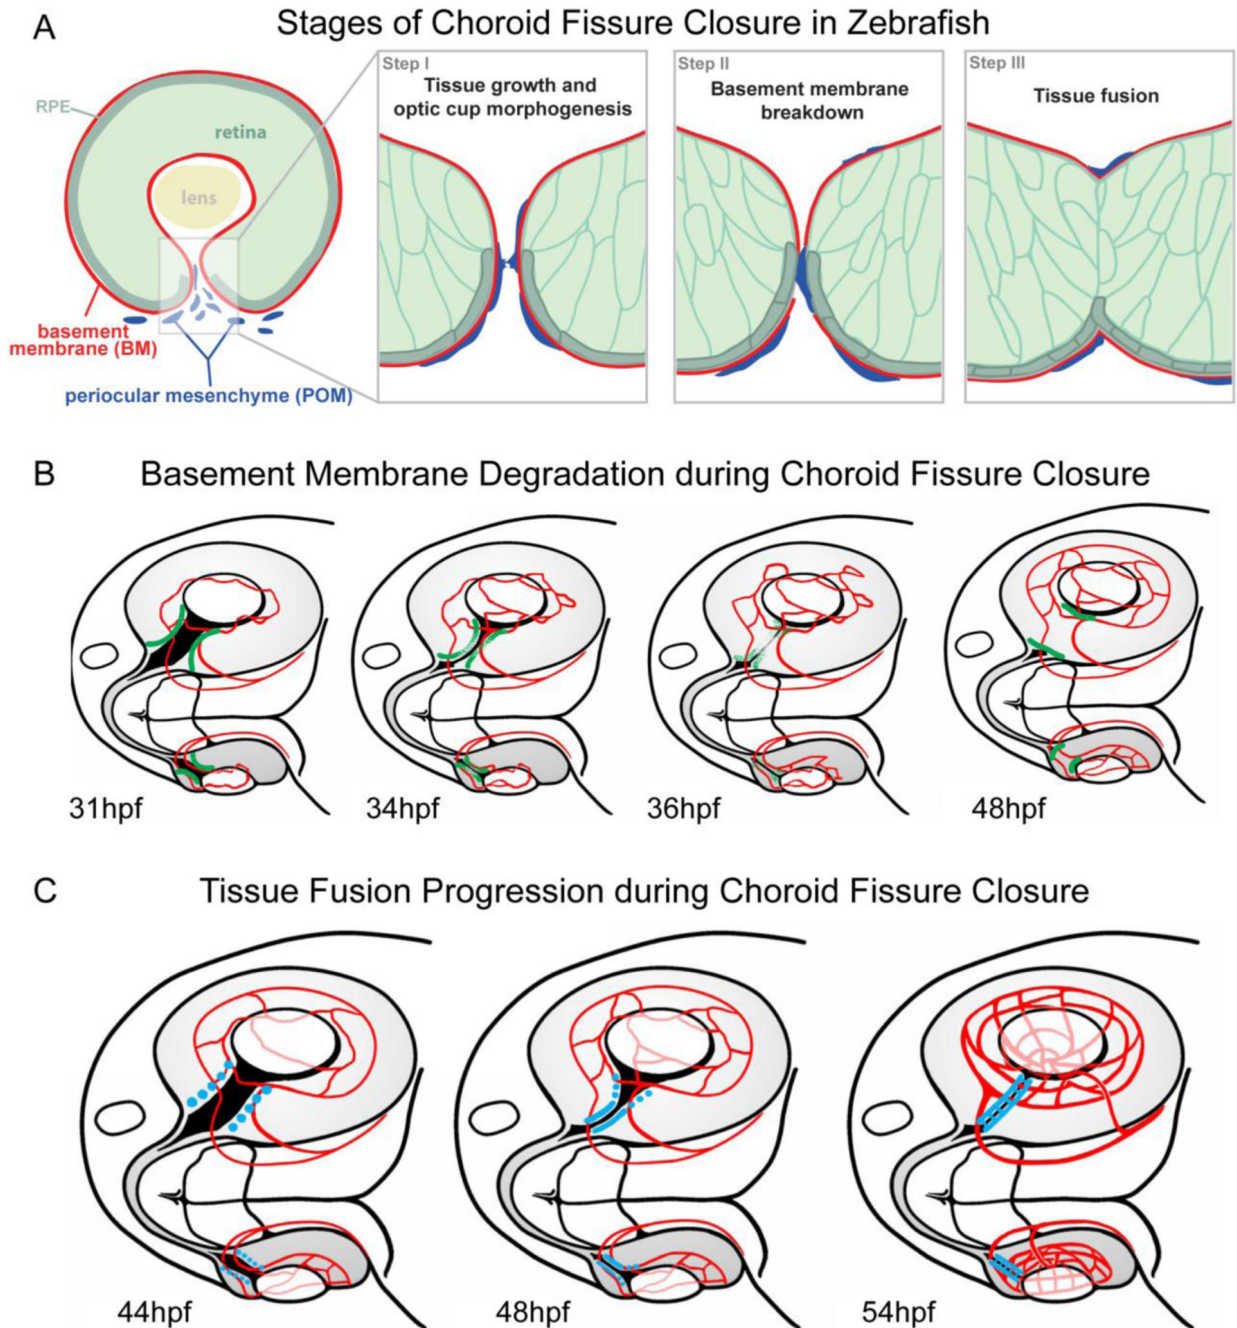 A
Stages of Choroid Fissure Closure in Zebrafish
RPE
retina
lens
basement
membrane (BM)
periocular mesenchyme (POM)
Step I
Tissue growth and
optic cup morphogenesis
Step II
Basement membrane
breakdown
Step III
Tissue fusion
B
Basement Membrane Degradation during Choroid Fissure Closure
31hpf
34hpf
36hpf
48hpf
C
Tissue Fusion Progression during Choroid Fissure Closure
44hpf
48hpf
54hpf